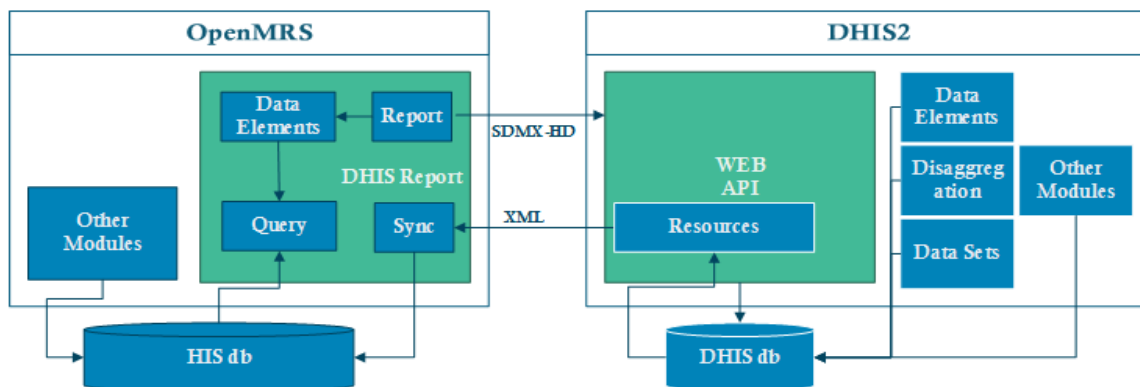 OpenMRS
DHIS2
Data
Elements
Report
SDMX-HD
DHIS Report
Other
Modules
Query
Sync
XML
HIS db
WEB
API
Resources
Data
Elements
Disaggreg
ation
Other
Modules
Data Sets
DHIS db